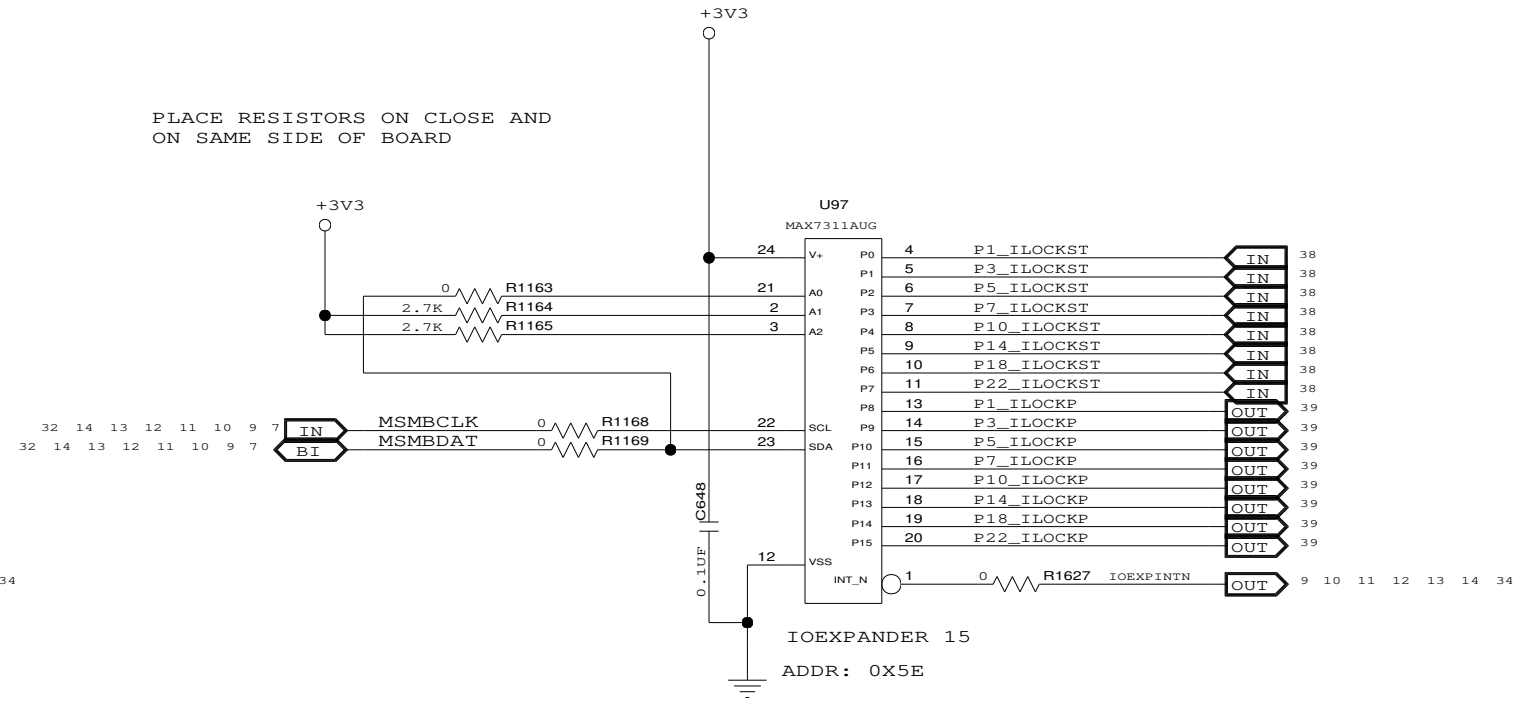 +3V3
PLACE RESISTORS ON CLOSE AND
ON SAME SIDE OF BOARD
+3V3
U97
MAX7311AUG
24 V+ P0 4 P1_ILOCKST IN 38
P1 5 P3_ILOCKST IN 38
0 R1163 21 A0 P2 6 P5_ILOCKST IN 38
2.7K R1164 2 A1 P3 7 P7_ILOCKST IN 38
2.7K R1165 3 A2 P4 8 P10_ILOCKST IN 38
P5 9 P14_ILOCKST IN 38
P6 10 P18_ILOCKST IN 38
P7 11 P22_ILOCKST IN 38
P8 13 P1_ILOCKP OUT 39
32 14 13 12 11 10 9 7 IN MSMBCLK 0 R1168 22 SCL P9 14 P3_ILOCKP OUT 39
32 14 13 12 11 10 9 7 BI MSMBDAT 0 R1169 23 SDA P10 15 P5_ILOCKP OUT 39
P11 16 P7_ILOCKP OUT 39
P12 17 P10_ILOCKP OUT 39
C648 P13 18 P14_ILOCKP OUT 39
P14 19 P18_ILOCKP OUT 39
P15 20 P22_ILOCKP OUT 39
0.1UF 12 VSS
34 INT_N 1 0 R1627 IOEXPINTN OUT 9 10 11 12 13 14 34
IOEXPANDER 15
ADDR: 0X5E